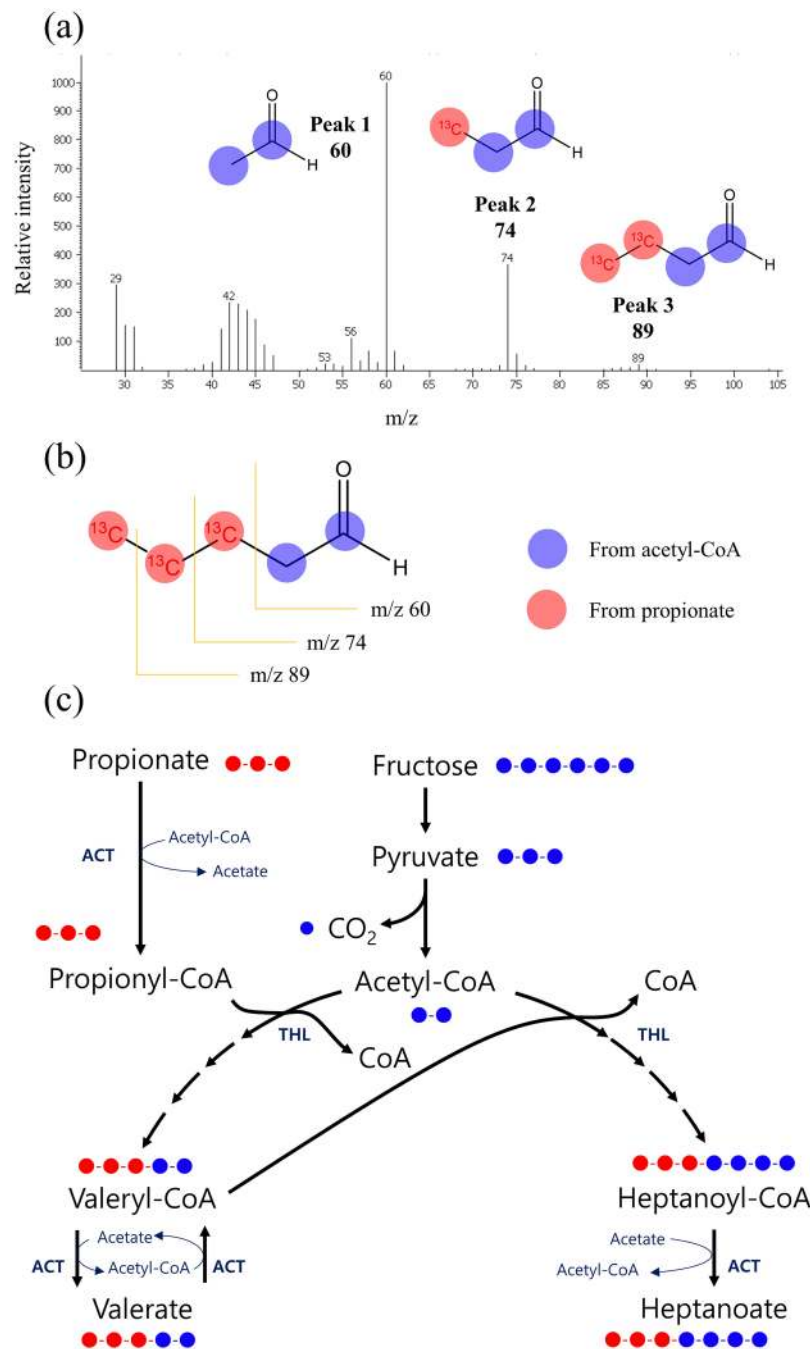 (a)
Relative intensity
1000
900
800
700
600
500
400
300
200
100
29
42
53
56
60
74
89
O
H
Peak 1
60
13C
O
H
Peak 2
74
13C
13C
O
H
Peak 3
89
30 35 40 45 50 55 60 65 70 75 80 85 90 95 100 105
m/z
(b)
13C
13C
13C
O
H
m/z 60
m/z 74
m/z 89
From acetyl-CoA
From propionate
(c)
Propionate
Fructose
ACT
Acetyl-CoA
Acetate
Pyruvate
CO2
Propionyl-CoA
Acetyl-CoA
CoA
THL
CoA
THL
Valeryl-CoA
Heptanoyl-CoA
ACT
Acetate
Acetyl-CoA
ACT
Acetate
Acetyl-CoA
ACT
Valerate
Heptanoate